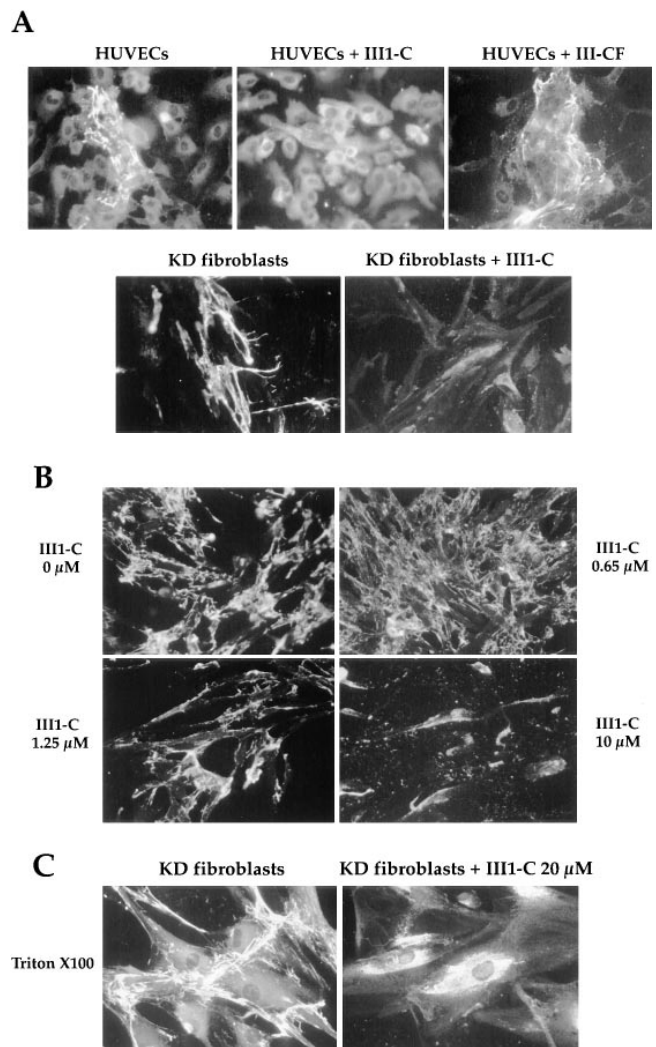 A
HUVECs
HUVECs + III1-C
HUVECs + III-CF
KD fibroblasts
KD fibroblasts + III1-C
B
III1-C
0 µM
III1-C
0.65 µM
III1-C
1.25 µM
III1-C
10 µM
C
KD fibroblasts
KD fibroblasts + III1-C 20 µM
Triton X100